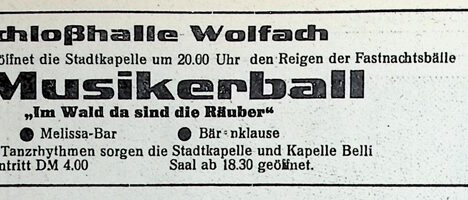 chloßhalle Wolfach
öffnet die Stadtkapelle um 20.00 Uhr den Reigen der Fastnachtsbälle
Musikerball
„Im Wald da sind die Räuber“
● Melissa-Bar ● Bärenklause
Tanzrhythmen sorgen die Stadtkapelle und Kapelle Belli
ntritt DM 4.00 Saal ab 18.30 geöffnet.